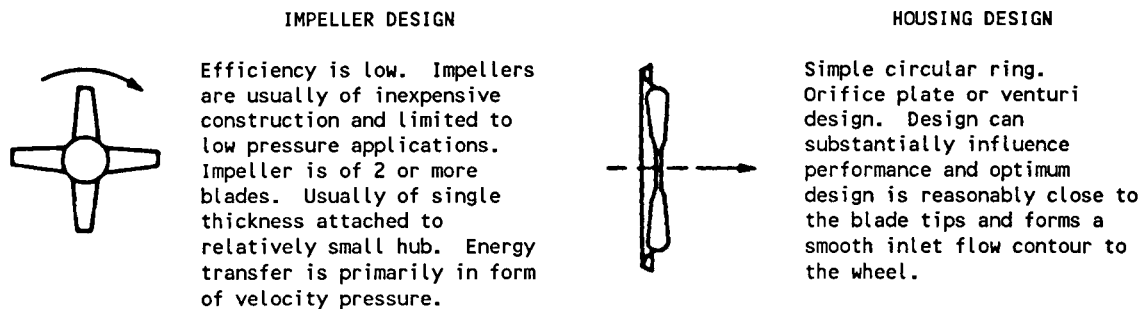 IMPELLER DESIGN
Efficiency is low. Impellers
are usually of inexpensive
construction and limited to
low pressure applications.
Impeller is of 2 or more
blades. Usually of single
thickness attached to
relatively small hub. Energy
transfer is primarily in form
of velocity pressure.
HOUSING DESIGN
Simple circular ring.
Orifice plate or venturi
design. Design can
substantially influence
performance and optimum
design is reasonably close to
the blade tips and forms a
smooth inlet flow contour to
the wheel.